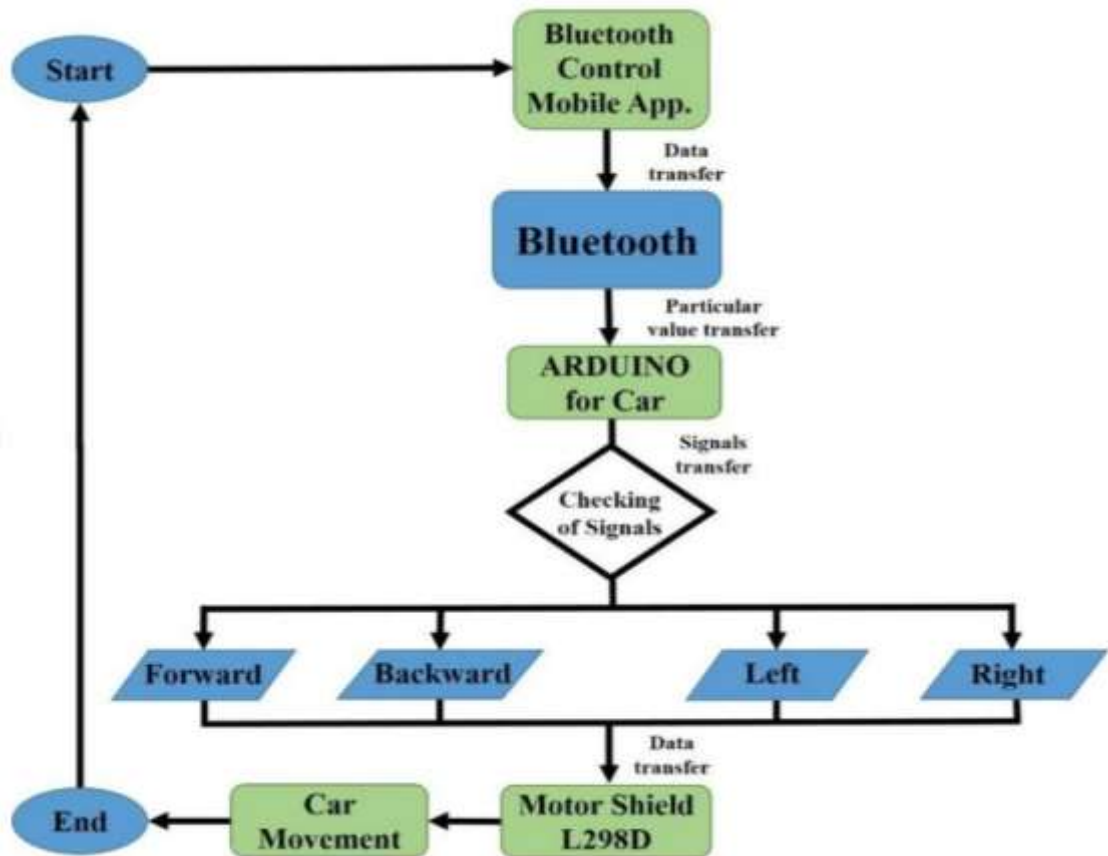 Start
Bluetooth
Control
Mobile App.
Data
transfer
Bluetooth
Particular
value transfer
ARDUINO
for Car
Signals
transfer
Checking
of Signals
Forward
Backward
Left
Right
Data
transfer
End
Car
Movement
Motor Shield
L298D